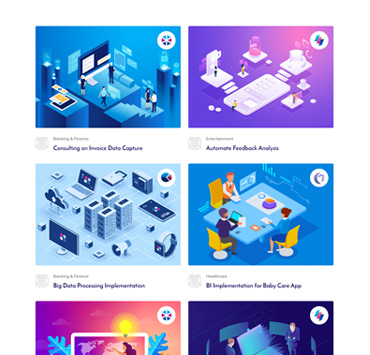 Banking & Finance
Consulting on Invoice Data Capture
Entertainment
Automate Feedback Analysis
Banking & Finance
Big Data Processing Implementation
Healthcare
BI Implementation for Baby Care App